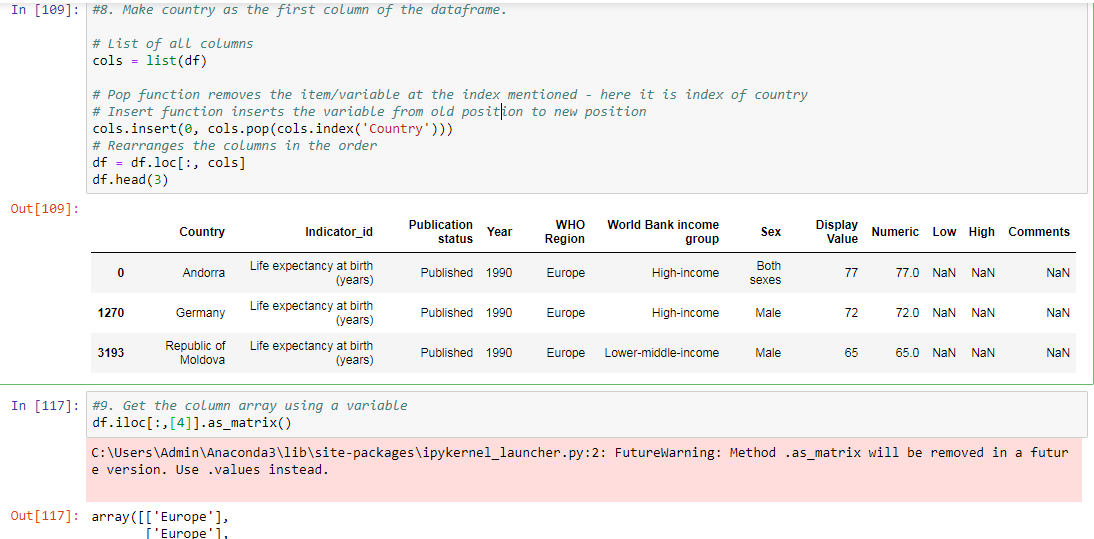 In [109]: #8. Make country as the first column of the dataframe.
# List of all columns
cols = list(df)
# Pop function removes the item/variable at the index mentioned - here it is index of country
# Insert function inserts the variable from old position to new position
cols.insert(0, cols.pop(cols.index('Country')))
# Rearranges the columns in the order
df = df.loc[:, cols]
df.head(3)
Out[109]:
Country Indicator_id Publication status Year WHO Region World Bank income group Sex Display Value Numeric Low High Comments
0 Andorra Life expectancy at birth (years) Published 1990 Europe High-income Both sexes 77 77.0 NaN NaN NaN
1270 Germany Life expectancy at birth (years) Published 1990 Europe High-income Male 72 72.0 NaN NaN NaN
3193 Republic of Moldova Life expectancy at birth (years) Published 1990 Europe Lower-middle-income Male 65 65.0 NaN NaN NaN
In [117]: #9. Get the column array using a variable
df.iloc[:,[4]].as_matrix()
C:\Users\Admin\Anaconda3\lib\site-packages\ipykernel_launcher.py:2: FutureWarning: Method .as_matrix will be removed in a futur
e version. Use .values instead.
Out[117]: array([['Europe'],
['Europe'],